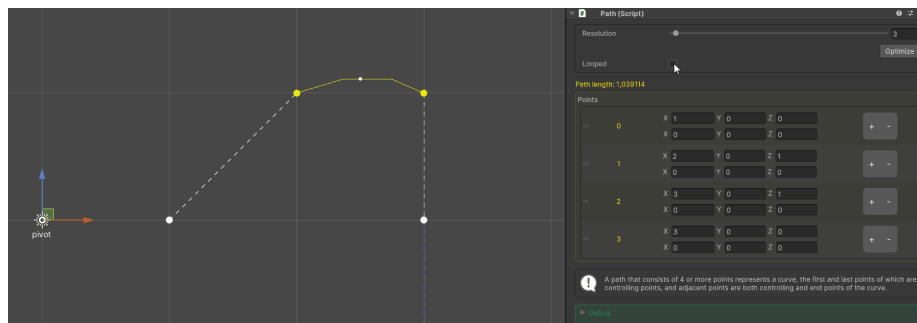 Path (Script)
Resolution 3
Optimize
Looped
Path length: 1,039114
Points
0 X 1 Y 0 Z 0
X 0 Y 0 Z 0
1 X 2 Y 0 Z 1
X 0 Y 0 Z 0
2 X 3 Y 0 Z 1
X 0 Y 0 Z 0
3 X 3 Y 0 Z 0
X 0 Y 0 Z 0
+ -
+ -
+ -
+ -
A path that consists of 4 or more points represents a curve, the first and last points of which are
controlling points, and adjacent points are both controlling and end points of the curve.
Debug
pivot